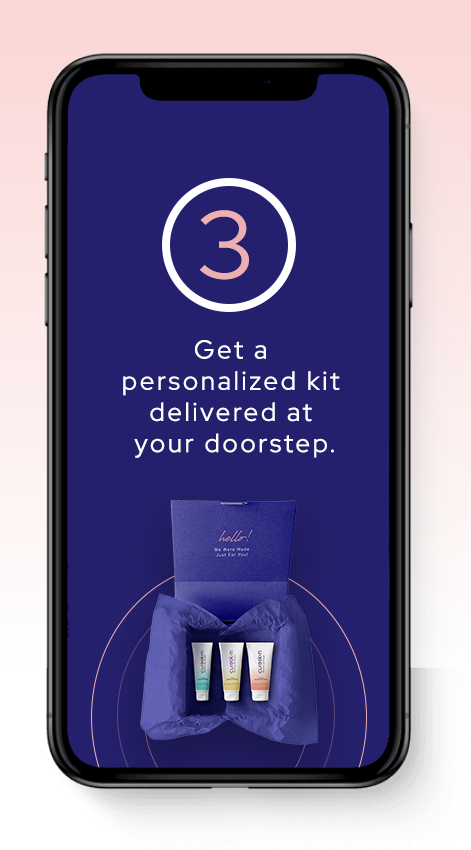 3
Get a
personalized kit
delivered at
your doorstep.
hello!
We Were Made
Just For You!
cureskin
cureskin
cureskin